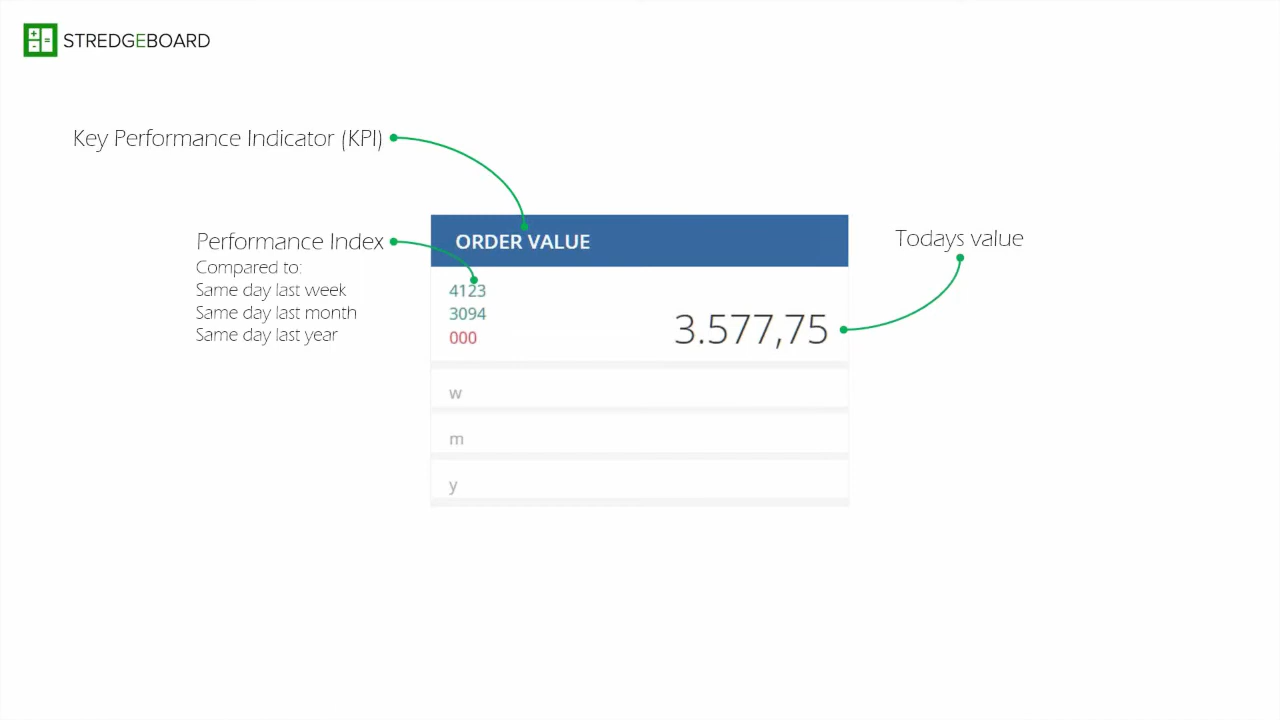 STREDGEBOARD
Key Performance Indicator (KPI)
Performance Index
Compared to:
Same day last week
Same day last month
Same day last year
ORDER VALUE
4123
3094
000
3.577,75
w
m
y
Todays value